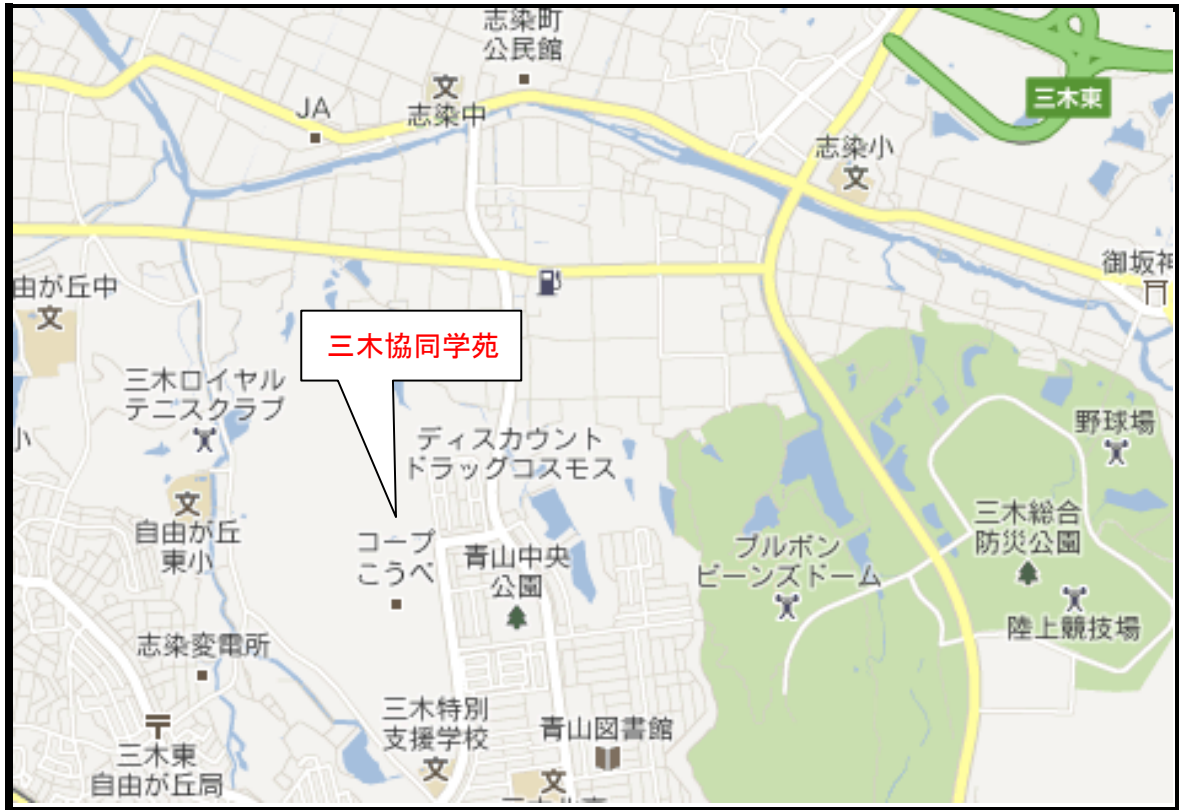 志染町
公民館
三木東
JA
志染中
志染小
御坂神
由が丘中
三木協同学苑
三木ロイヤル
テニスクラブ
小
ディスカウント
ドラッグコスモス
野球場
自由が丘
東小
コープ
こうべ
青山中央
公園
ブルボン
ビーンズドーム
三木総合
防災公園
陸上競技場
志染変電所
三木特別
支援学校
青山図書館
三木東
自由が丘局
文
文
文
文
文
文